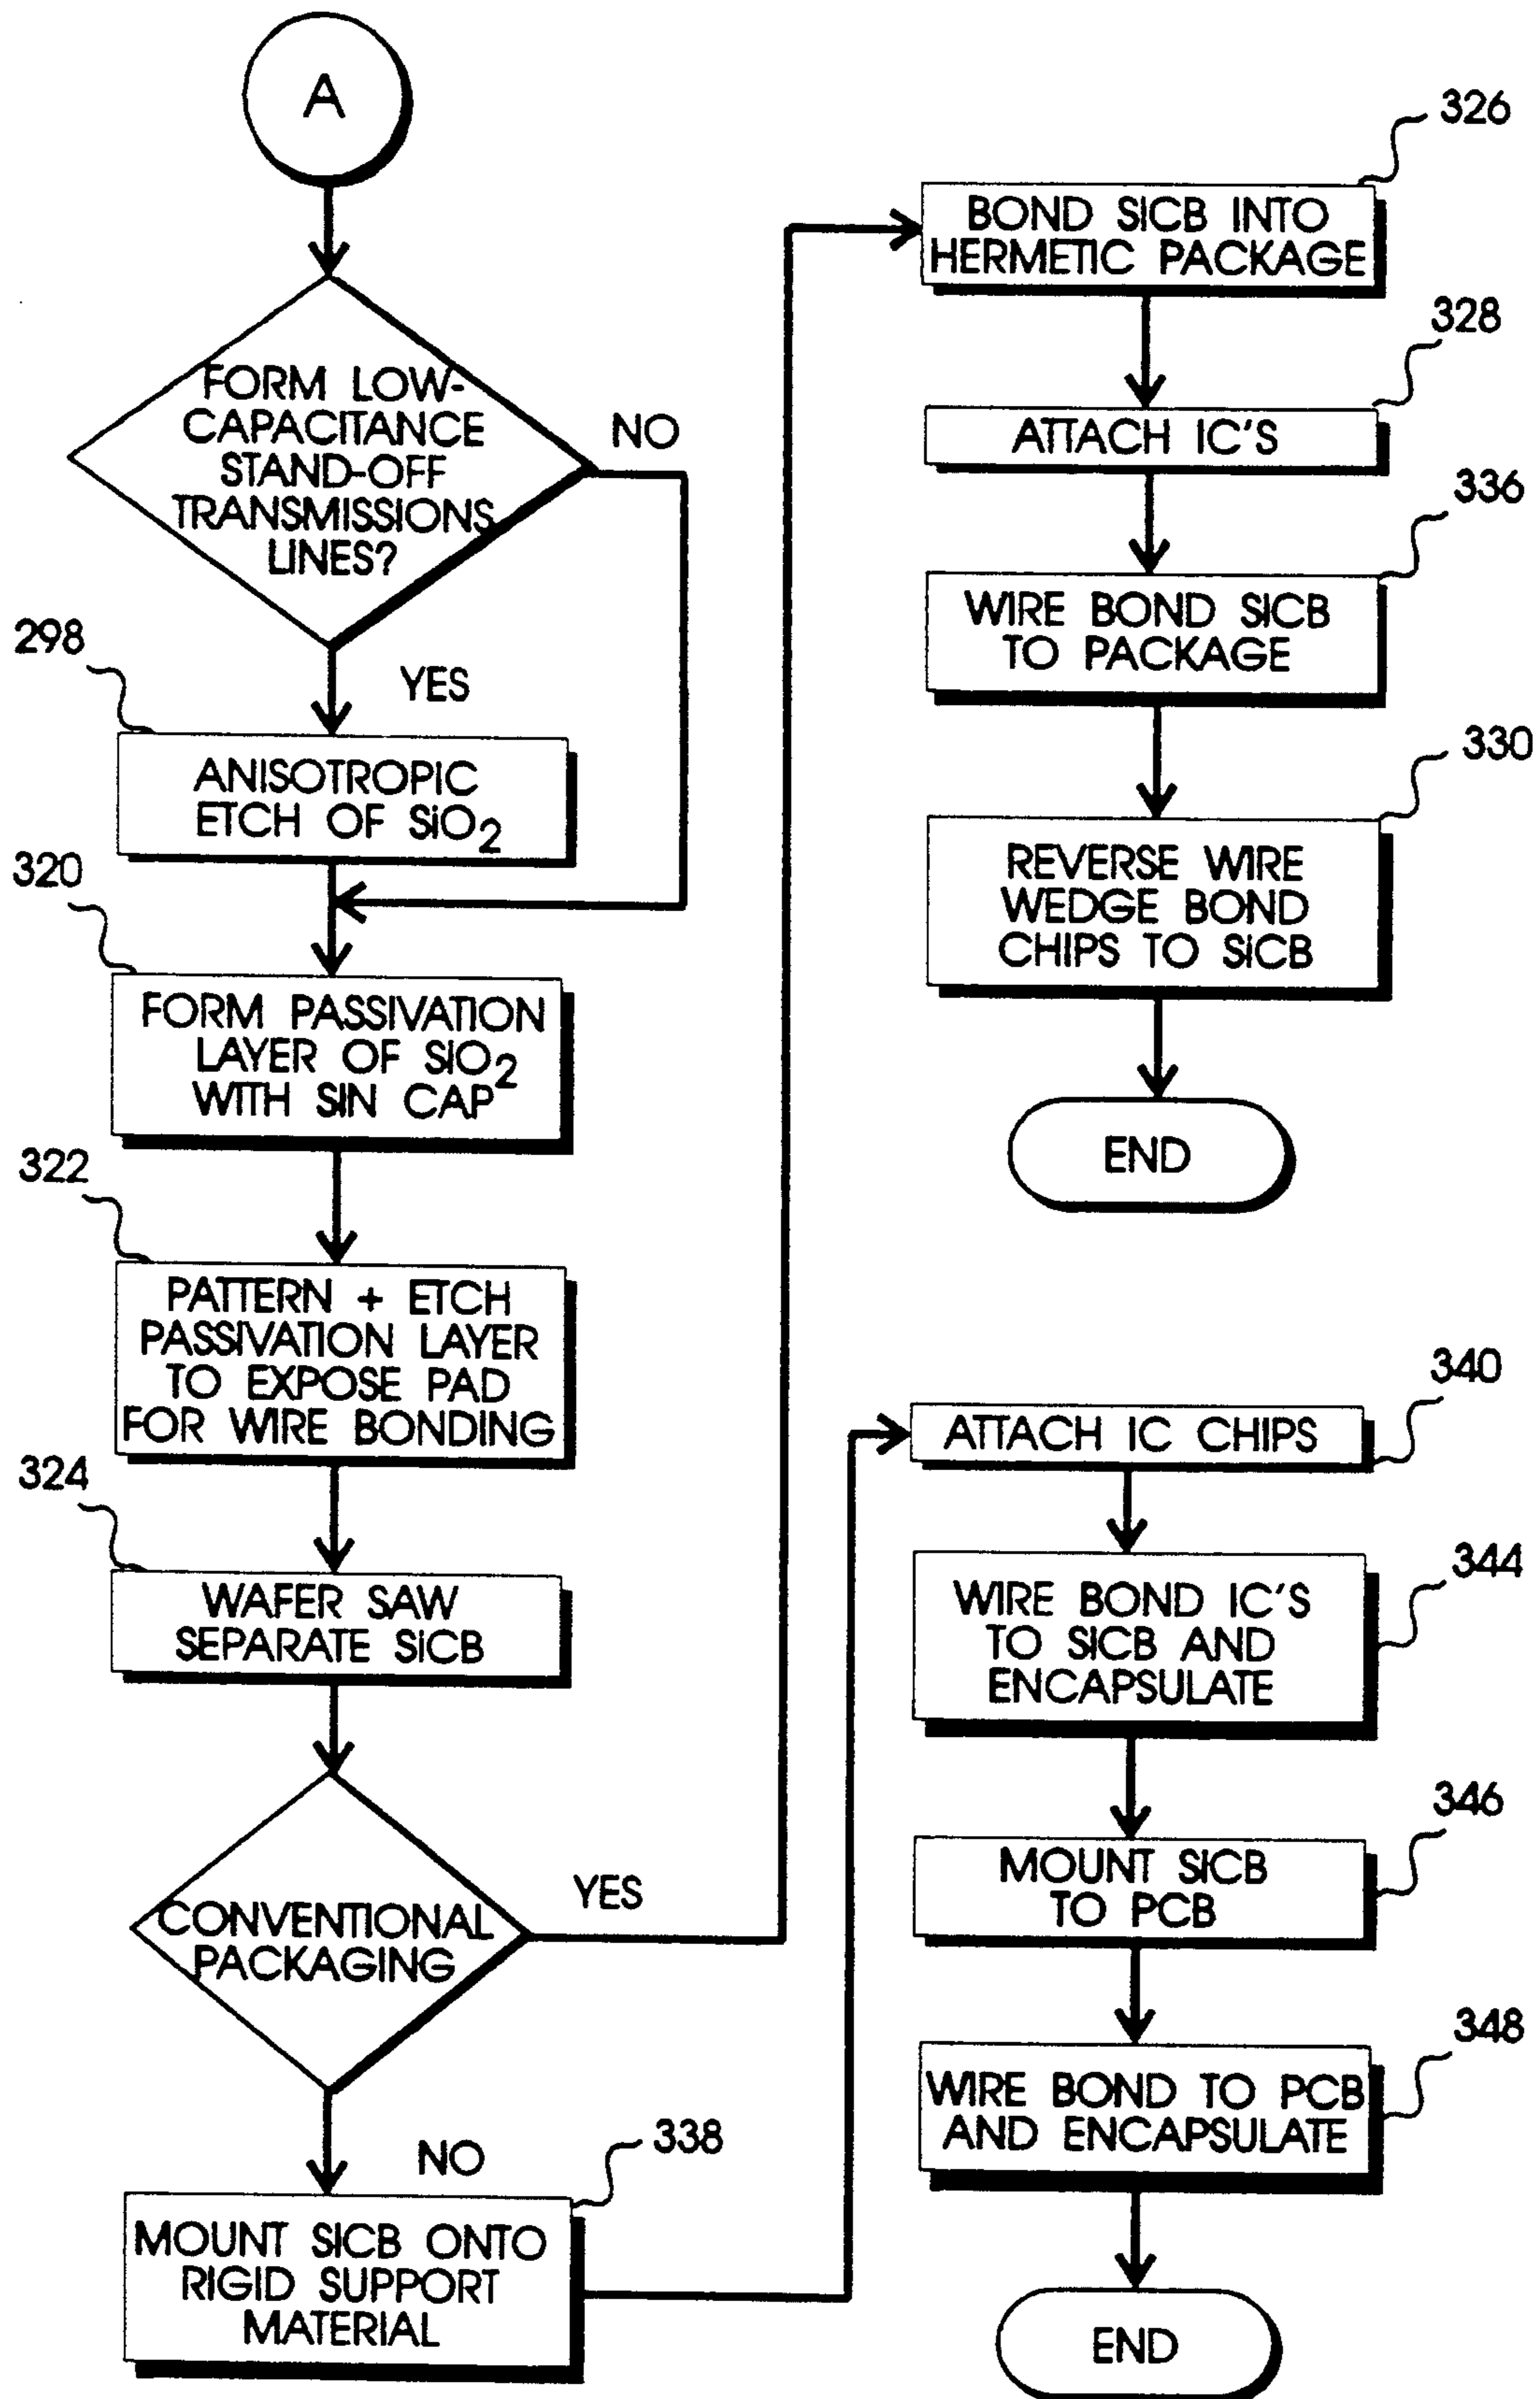 A
FORM LOW-
CAPACITANCE
STAND-OFF
TRANSMISSIONS
LINES?
NO
YES
298
ANISOTROPIC
ETCH OF SiO2
320
FORM PASSIVATION
LAYER OF SiO2
WITH SIN CAP
322
PATTERN + ETCH
PASSIVATION LAYER
TO EXPOSE PAD
FOR WIRE BONDING
324
WAFER SAW
SEPARATE SiCB
CONVENTIONAL
PACKAGING
YES
NO
338
MOUNT SiCB ONTO
RIGID SUPPORT
MATERIAL
326
BOND SiCB INTO
HERMETIC PACKAGE
328
ATTACH IC'S
336
WIRE BOND SiCB
TO PACKAGE
330
REVERSE WIRE
WEDGE BOND
CHIPS TO SiCB
END
340
ATTACH IC CHIPS
344
WIRE BOND IC'S
TO SiCB AND
ENCAPSULATE
346
MOUNT SiCB
TO PCB
348
WIRE BOND TO PCB
AND ENCAPSULATE
END